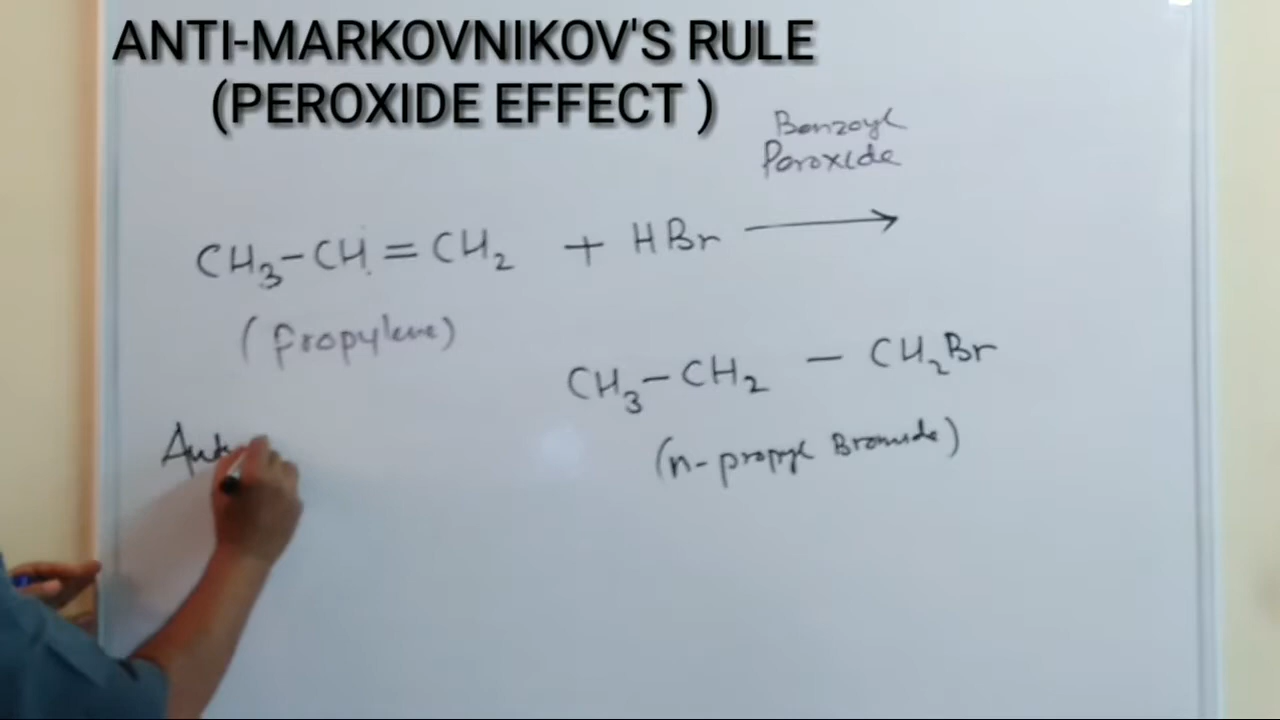 ANTI-MARKOVNIKOV'S RULE
(PEROXIDE EFFECT )
Benzoyl
Peroxide
CH₃-CH=CH₂ + HBr ⟶
(propylene)
CH₃-CH₂ - CH₂Br
(n-propyl Bromide)